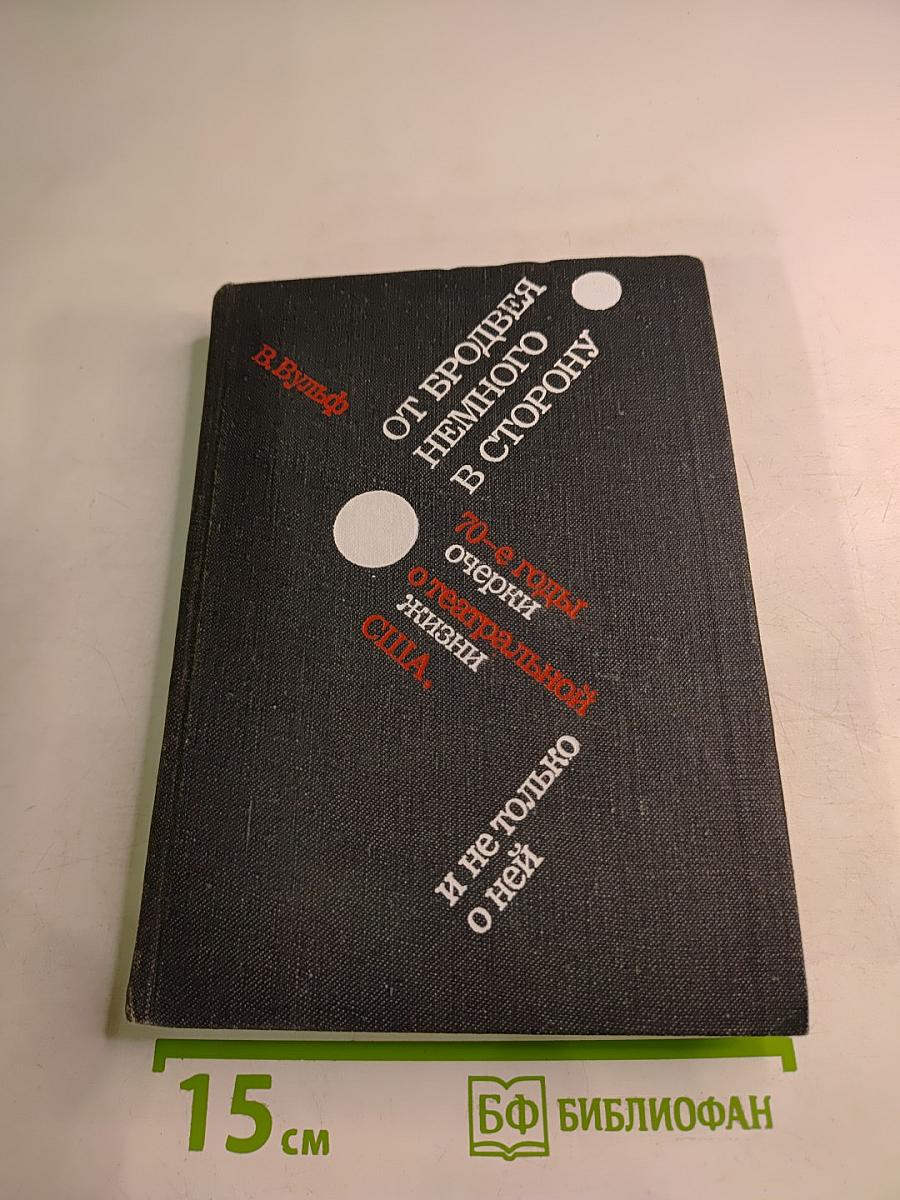 В. Вульф
ОТ БРОДВЕЯ
НЕМНОГО
В СТОРОНУ
70-е годы
очерки
о театральной
жизни
США,
и не только
о ней
15 см
БФ БИБЛИОФАН